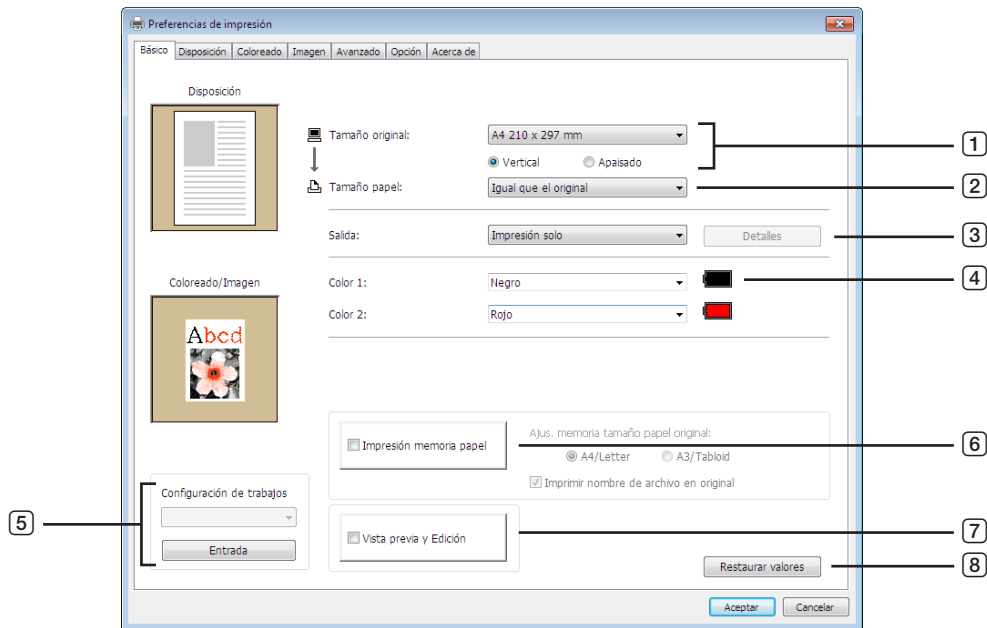 Preferencias de impresión
Básico Disposición Coloreado Imagen Avanzado Opción Acerca de
Disposición
Tamaño original: A4 210 x 297 mm
1
Vertical Apaisado
Tamaño papel: Igual que el original
2
Salida: Impresión solo Detalles
3
Coloreado/Imagen
Color 1: Negro
4
Color 2: Rojo
Abcd
Impresión memoria papel
Ajus. memoria tamaño papel original:
A4/Letter A3/Tabloid
Imprimir nombre de archivo en original
6
Configuración de trabajos
Entrada
5
Vista previa y Edición
7
Restaurar valores
8
Aceptar Cancelar